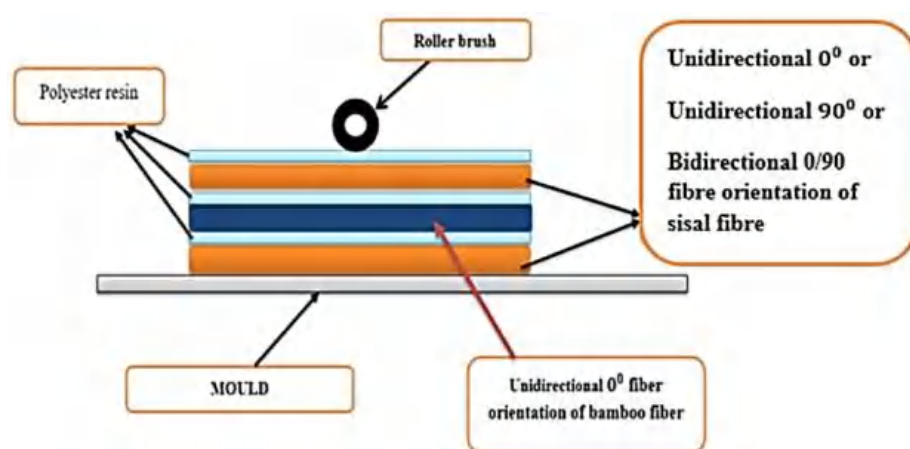 Roller brush
Polyester resin
Unidirectional 0⁰ or
Unidirectional 90⁰ or
Bidirectional 0/90
fibre orientation of
sisal fibre
MOULD
Unidirectional 0⁰ fiber
orientation of bamboo fiber